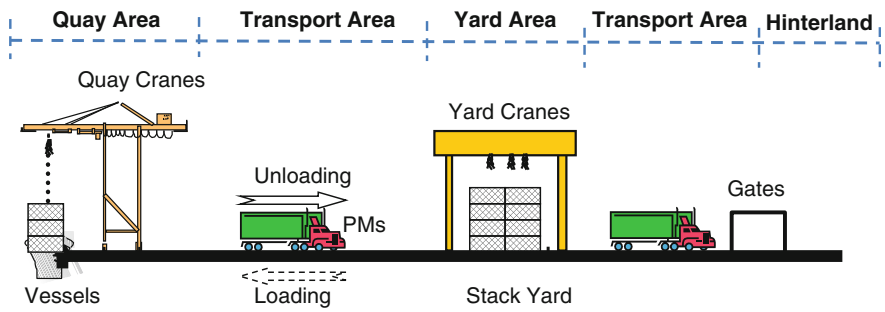 Quay Area
Transport Area
Yard Area
Transport Area
Hinterland
Quay Cranes
Yard Cranes
Unloading
PMs
Gates
Vessels
Loading
Stack Yard